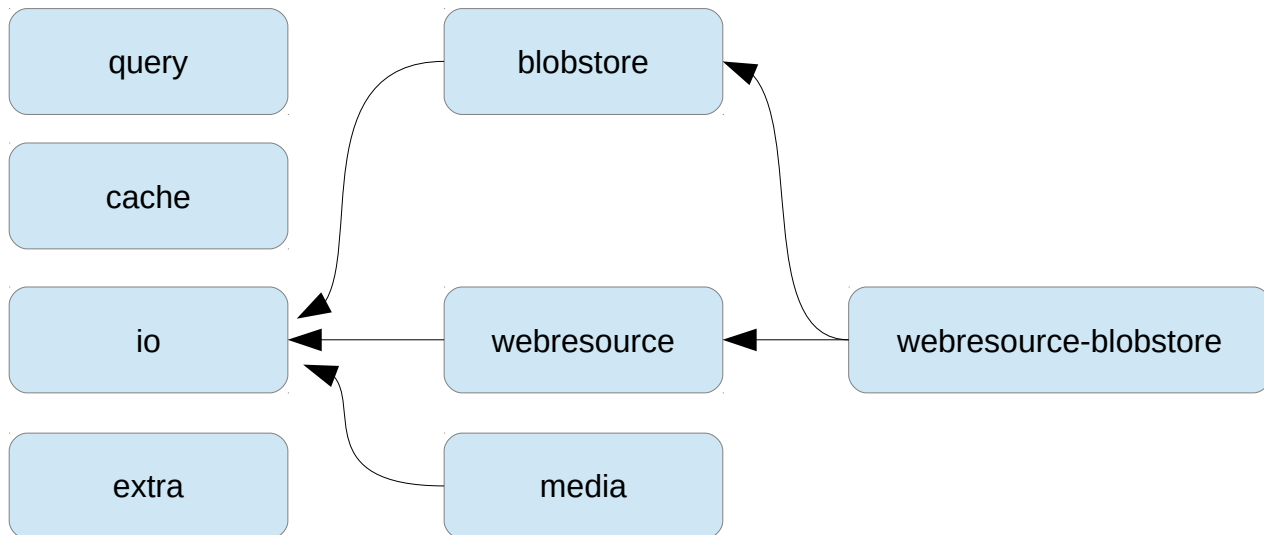 query
blobstore
cache
io
webresource
webresource-blobstore
extra
media